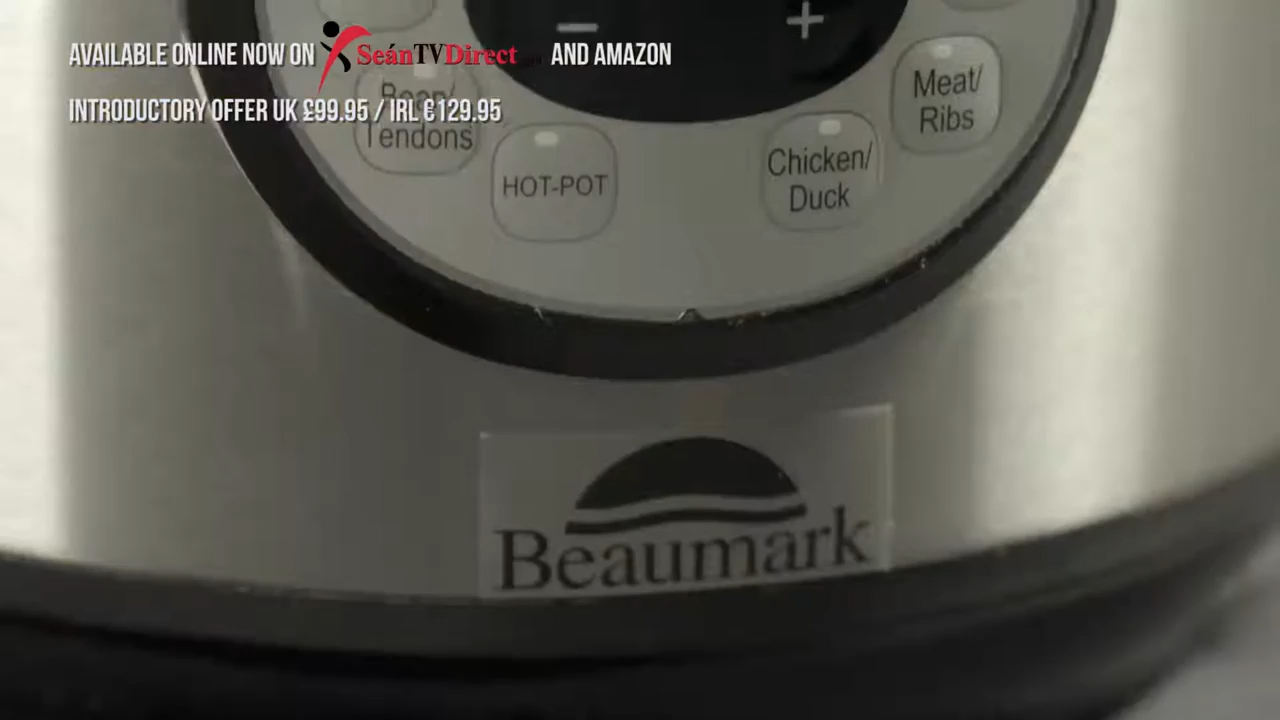 AVAILABLE ONLINE NOW ON SeánTVDirect AND AMAZON
INTRODUCTORY OFFER UK £99.95 / IRL €129.95
− +
Bean/
Tendons
HOT-POT
Chicken/
Duck
Meat/
Ribs
Beaumark